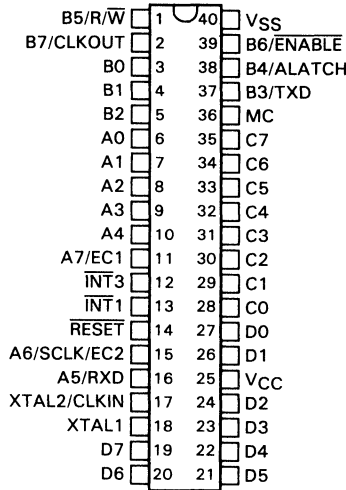 B5/R/W̅ 1 40 VSS
B7/CLKOUT 2 39 B6/E̅N̅A̅B̅L̅E̅
B0 3 38 B4/ALATCH
B1 4 37 B3/TXD
B2 5 36 MC
A0 6 35 C7
A1 7 34 C6
A2 8 33 C5
A3 9 32 C4
A4 10 31 C3
A7/EC1 11 30 C2
I̅N̅T̅3 12 29 C1
I̅N̅T̅1 13 28 C0
R̅E̅S̅E̅T̅ 14 27 D0
A6/SCLK/EC2 15 26 D1
A5/RXD 16 25 VCC
XTAL2/CLKIN 17 24 D2
XTAL1 18 23 D3
D7 19 22 D4
D6 20 21 D5